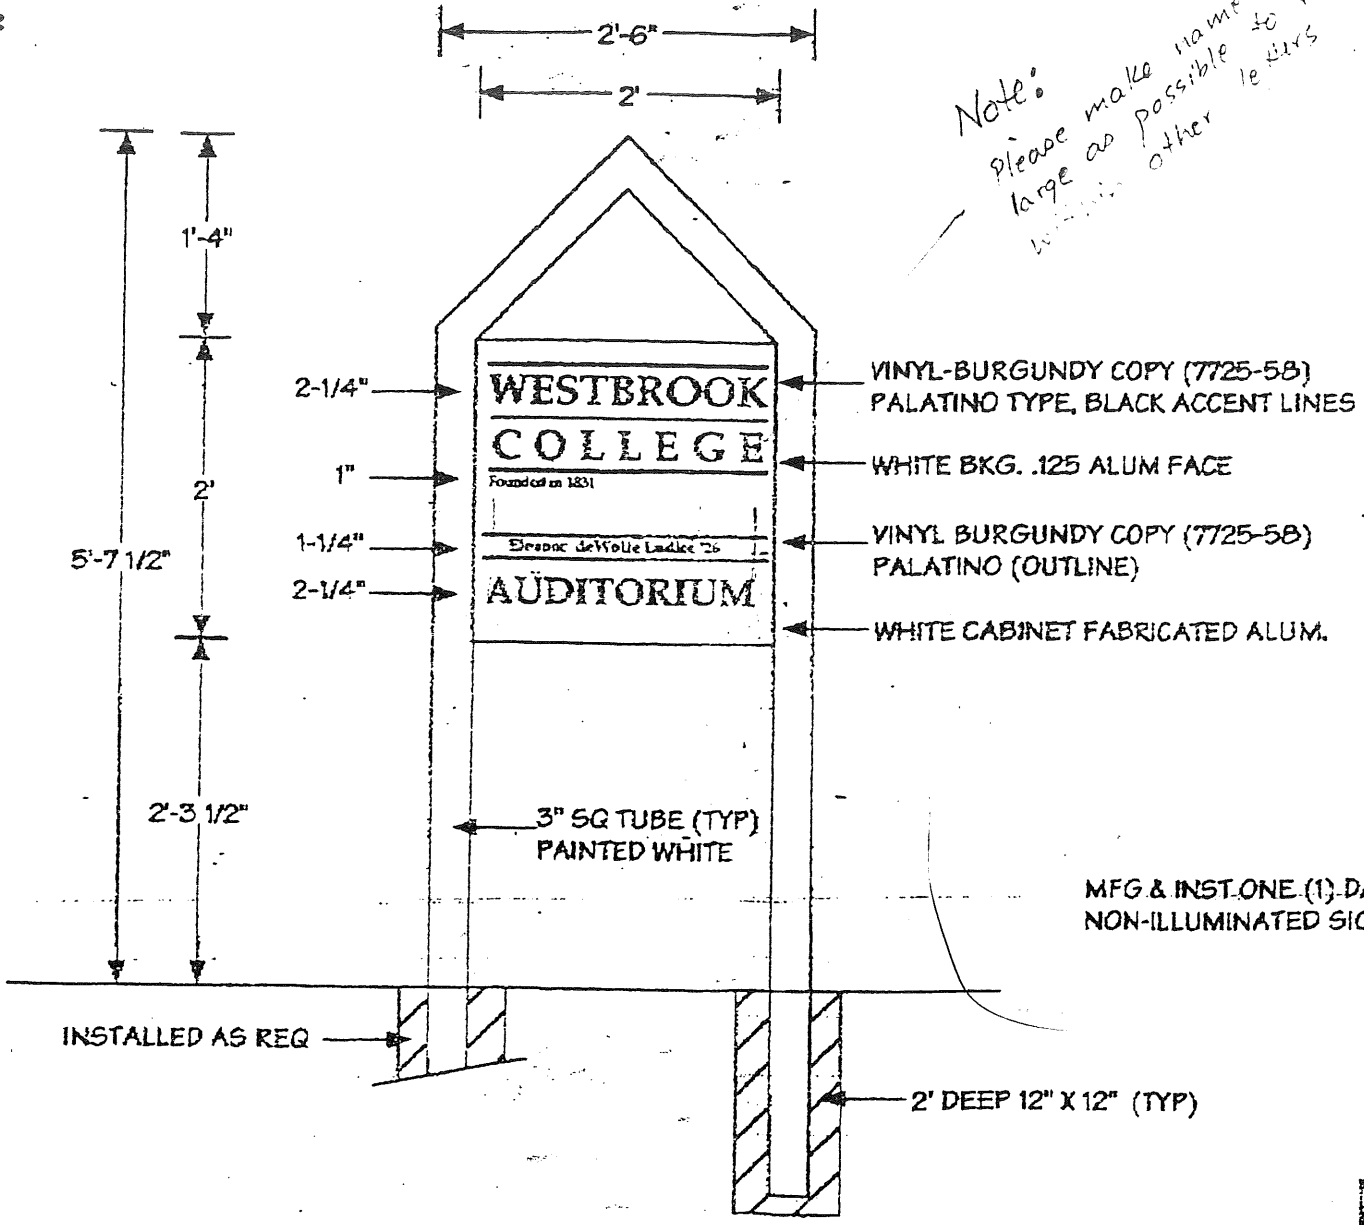 2'-6"
2'
Note:
please make name
large as possible to
other letters
1'-4"
2-1/4"
WESTBROOK
VINYL-BURGUNDY COPY (7725-58)
PALATINO TYPE, BLACK ACCENT LINES
COLLEGE
WHITE BKG. .125 ALUM FACE
1"
Founded in 1831
2'
5'-7 1/2"
1-1/4"
Eleanor deWolfe Ludke '26
VINYL BURGUNDY COPY (7725-58)
PALATINO (OUTLINE)
2-1/4"
AUDITORIUM
WHITE CABINET FABRICATED ALUM.
2'-3 1/2"
3" SQ TUBE (TYP)
PAINTED WHITE
MFG & INST ONE (1)
NON-ILLUMINATED
INSTALLED AS REQ
2' DEEP 12" X 12" (TYP)